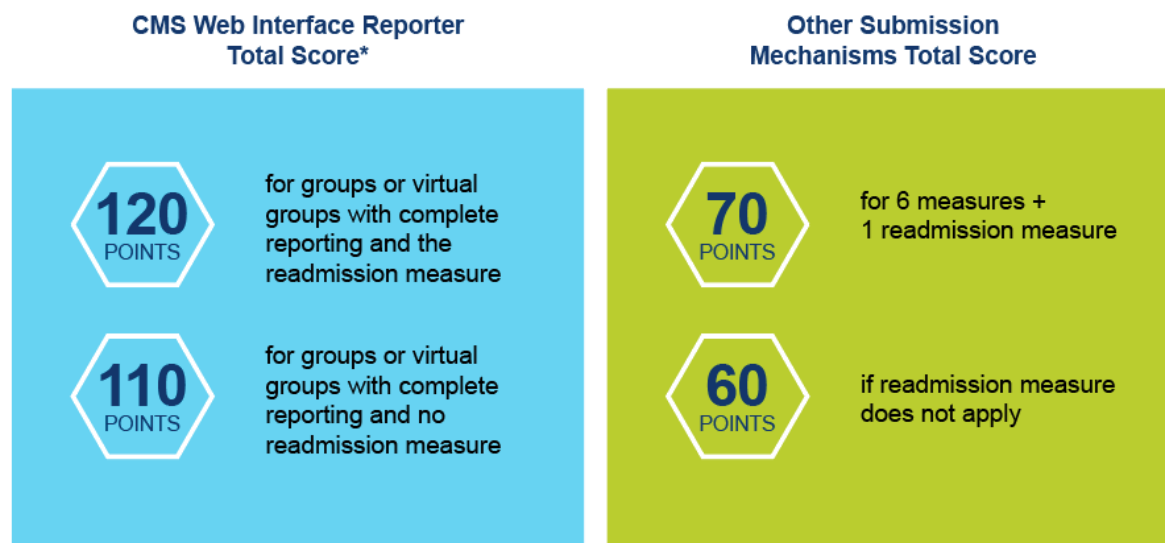 CMS Web Interface Reporter
Total Score*
120
POINTS
for groups or virtual
groups with complete
reporting and the
readmission measure
110
POINTS
for groups or virtual
groups with complete
reporting and no
readmission measure
Other Submission
Mechanisms Total Score
70
POINTS
for 6 measures +
1 readmission measure
60
POINTS
if readmission measure
does not apply